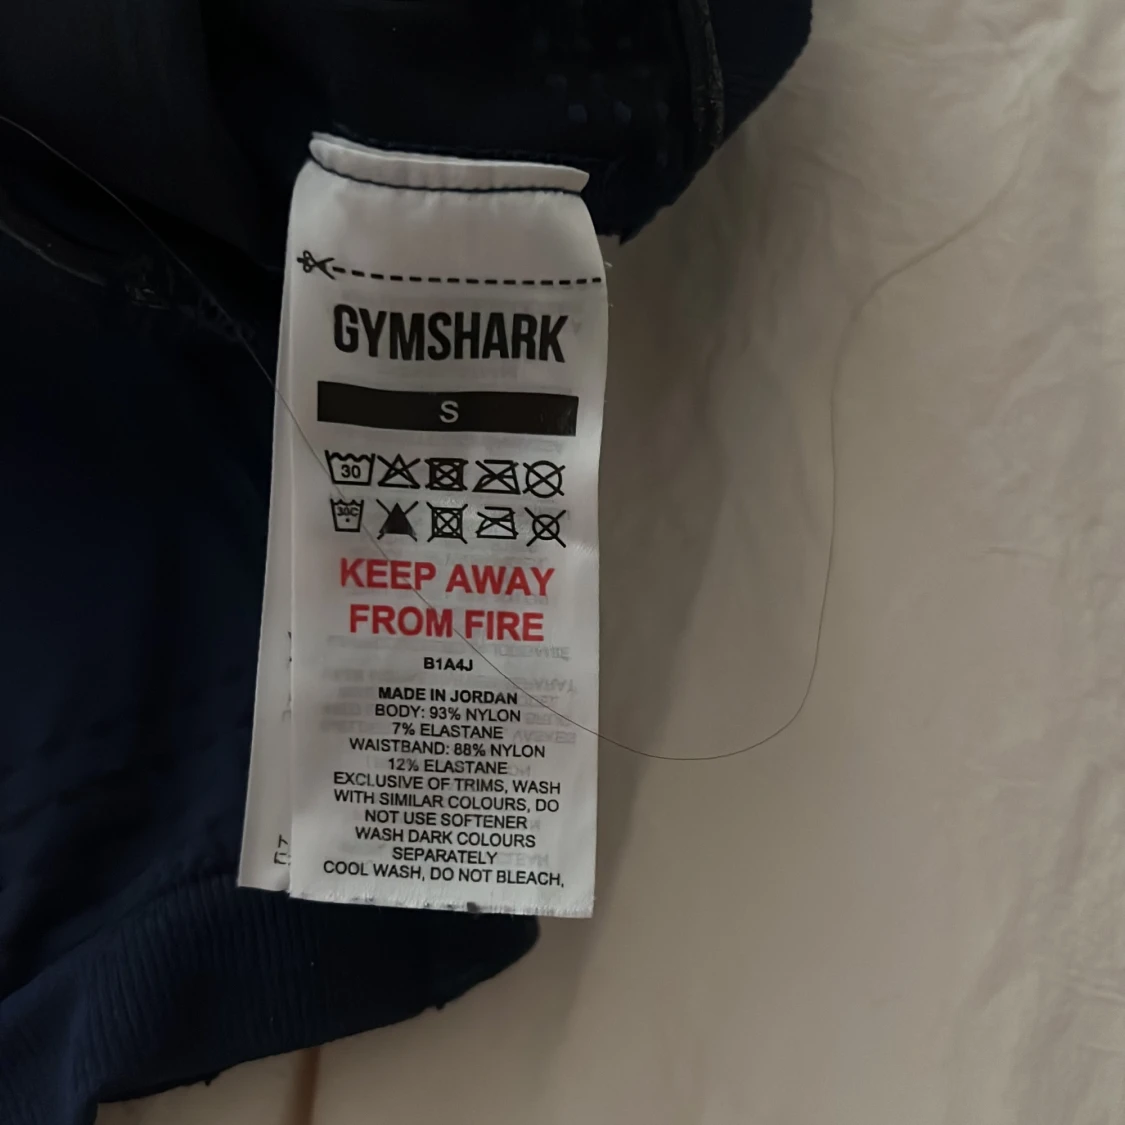 GYMSHARK
S
30
30C
KEEP AWAY
FROM FIRE
B1A4J
MADE IN JORDAN
BODY: 93% NYLON
7% ELASTANE
WAISTBAND: 88% NYLON
12% ELASTANE
EXCLUSIVE OF TRIMS, WASH
WITH SIMILAR COLOURS, DO
NOT USE SOFTENER
WASH DARK COLOURS
SEPARATELY
COOL WASH, DO NOT BLEACH,